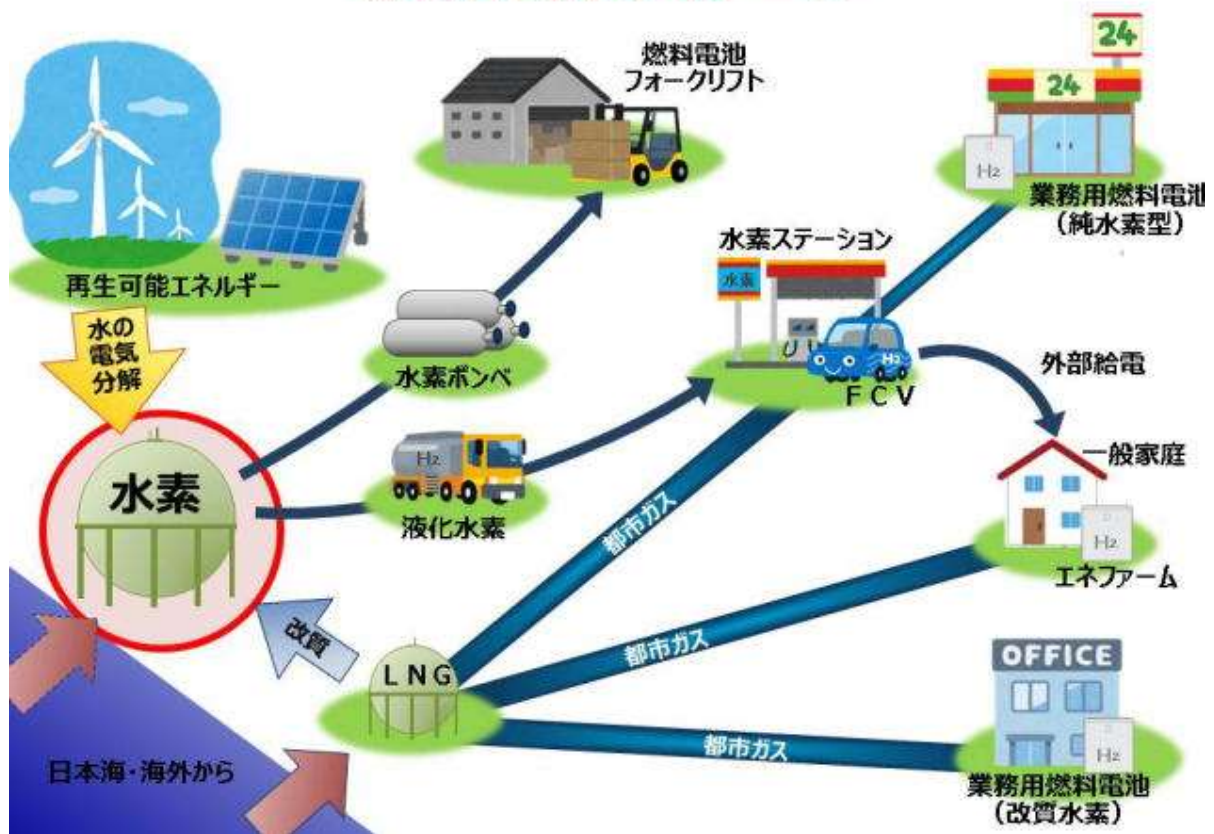 24
24
H2
業務用燃料電池
（純水素型）
燃料電池
フォークリフト
再生可能エネルギー
水の
電気
分解
水素ステーション
水素
H2
FCV
外部給電
水素ボンベ
水素
H2
液化水素
一般家庭
H2
エネファーム
都市ガス
都市ガス
都市ガス
改質
LNG
日本海・海外から
OFFICE
H2
業務用燃料電池
（改質水素）